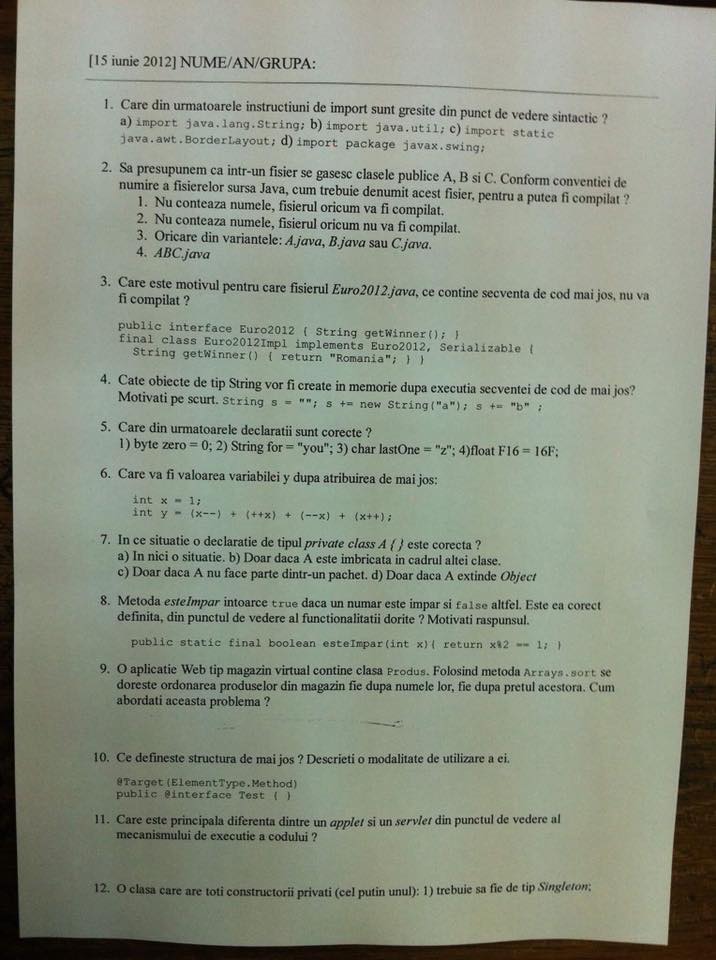 [15 iunie 2012] NUME/AN/GRUPA:
1. Care din urmatoarele instructiuni de import sunt gresite din punct de vedere sintactic ?
a) import java.lang.String; b) import java.util; c) import static
java.awt.BorderLayout; d) import package javax.swing;
2. Sa presupunem ca intr-un fisier se gasesc clasele publice A, B si C. Conform conventiei de
numire a fisierelor sursa Java, cum trebuie denumit acest fisier, pentru a putea fi compilat ?
1. Nu conteaza numele, fisierul oricum va fi compilat.
2. Nu conteaza numele, fisierul oricum nu va fi compilat.
3. Oricare din variantele: A.java, B.java sau C.java.
4. ABC.java
3. Care este motivul pentru care fisierul Euro2012.java, ce contine secventa de cod mai jos, nu va
fi compilat ?
public interface Euro2012 { String getWinner(); }
final class Euro2012Impl implements Euro2012, Serializable {
String getWinner() { return "Romania"; } }
4. Cate obiecte de tip String vor fi create in memorie dupa executia secventei de cod de mai jos?
Motivati pe scurt. String s = ""; s += new String("a"); s += "b" ;
5. Care din urmatoarele declaratii sunt corecte ?
1) byte zero = 0; 2) String for = "you"; 3) char lastOne = "z"; 4)float F16 = 16F;
6. Care va fi valoarea variabilei y dupa atribuirea de mai jos:
int x = 1;
int y = (x--) + (++x) + (--x) + (x++);
7. In ce situatie o declaratie de tipul private class A { } este corecta ?
a) In nici o situatie. b) Doar daca A este imbricata in cadrul altei clase.
c) Doar daca A nu face parte dintr-un pachet. d) Doar daca A extinde Object
8. Metoda esteImpar intoarce true daca un numar este impar si false altfel. Este ea corect
definita, din punctul de vedere al functionalitatii dorite ? Motivati raspunsul.
public static final boolean esteImpar(int x){ return x%2 == 1; }
9. O aplicatie Web tip magazin virtual contine clasa Produs. Folosind metoda Arrays.sort se
doreste ordonarea produselor din magazin fie dupa numele lor, fie dupa pretul acestora. Cum
abordati aceasta problema ?
10. Ce defineste structura de mai jos ? Descrieti o modalitate de utilizare a ei.
@Target(ElementType.Method)
public @interface Test { }
11. Care este principala diferenta dintre un applet si un servlet din punctul de vedere al
mecanismului de executie a codului ?
12. O clasa care are toti constructorii privati (cel putin unul): 1) trebuie sa fie de tip Singleton;